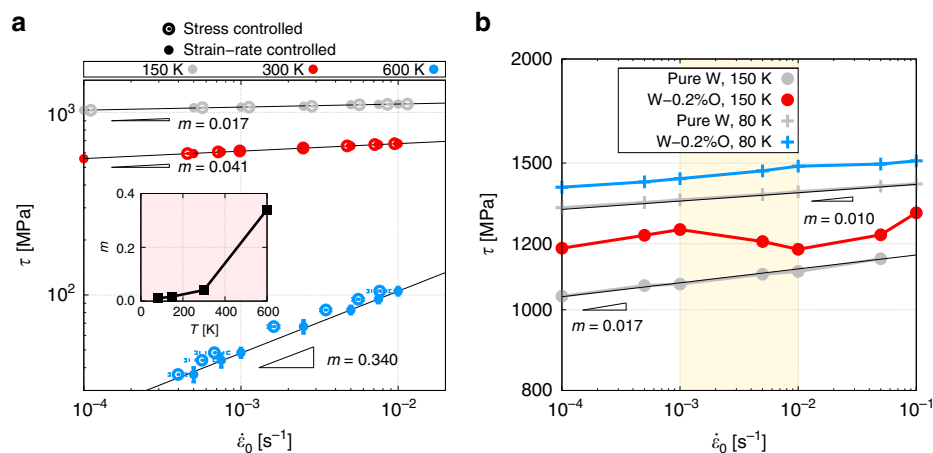 a
Stress controlled
Strain−rate controlled
150 K 300 K 600 K
10³
10²
τ [MPa]
m = 0.017
m = 0.041
m = 0.340
0.4
0.2
0.0
m
0 200 400 600
T [K]
10⁻⁴ 10⁻³ 10⁻²
ε̇₀ [s⁻¹]
b
2000
1500
1200
1000
800
τ [MPa]
Pure W, 150 K
W−0.2%O, 150 K
Pure W, 80 K
W−0.2%O, 80 K
m = 0.010
m = 0.017
10⁻⁴ 10⁻³ 10⁻² 10⁻¹
ε̇₀ [s⁻¹]